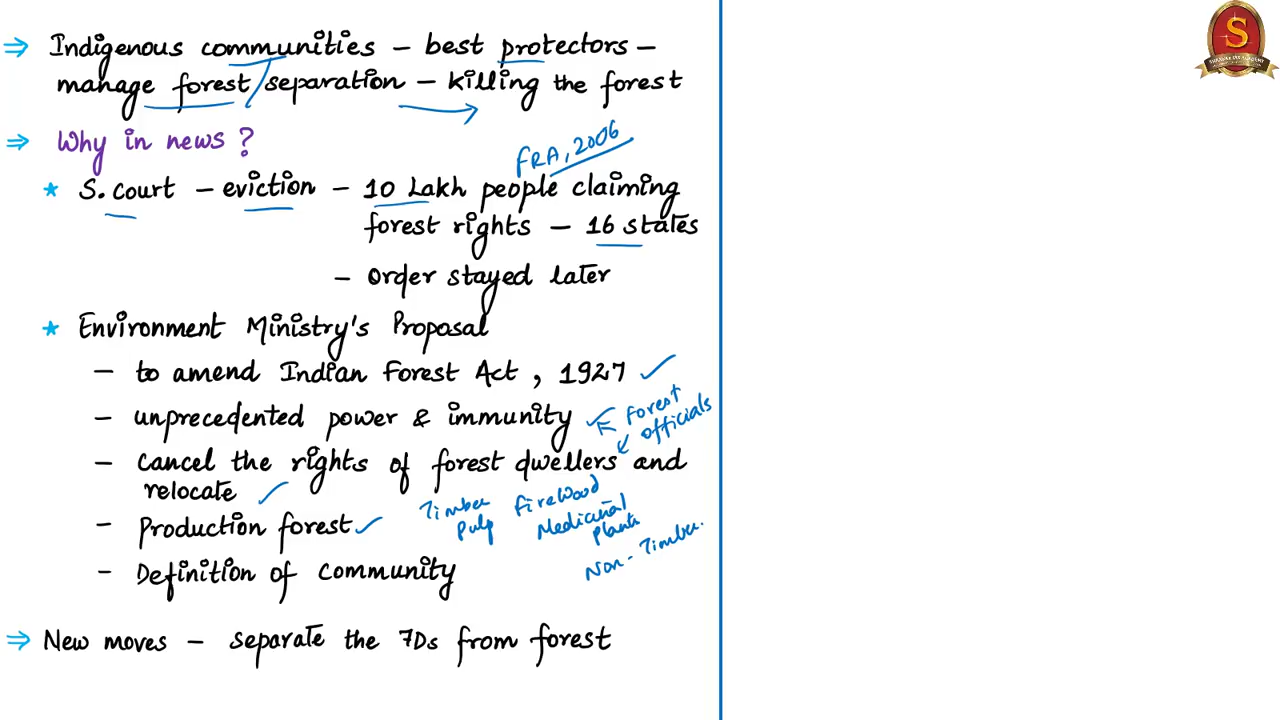 ⇒ Indigenous communities – best protectors –
manage forest/separation – killing the forest
⇒ Why in news?
FRA, 2006
* S. court – eviction – 10 Lakh people claiming
forest rights – 16 states
– Order stayed later
* Environment Ministry's Proposal
– to amend Indian Forest Act, 1927 ✓
– unprecedented power & immunity
Forest
officials
– Cancel the rights of forest dwellers and
relocate ✓
Timber
Pulp
Firewood
Medicinal
Plants
Non-Timber.
– Production forest ✓
– Definition of community
⇒ New moves – separate the 7Ds from forest
S